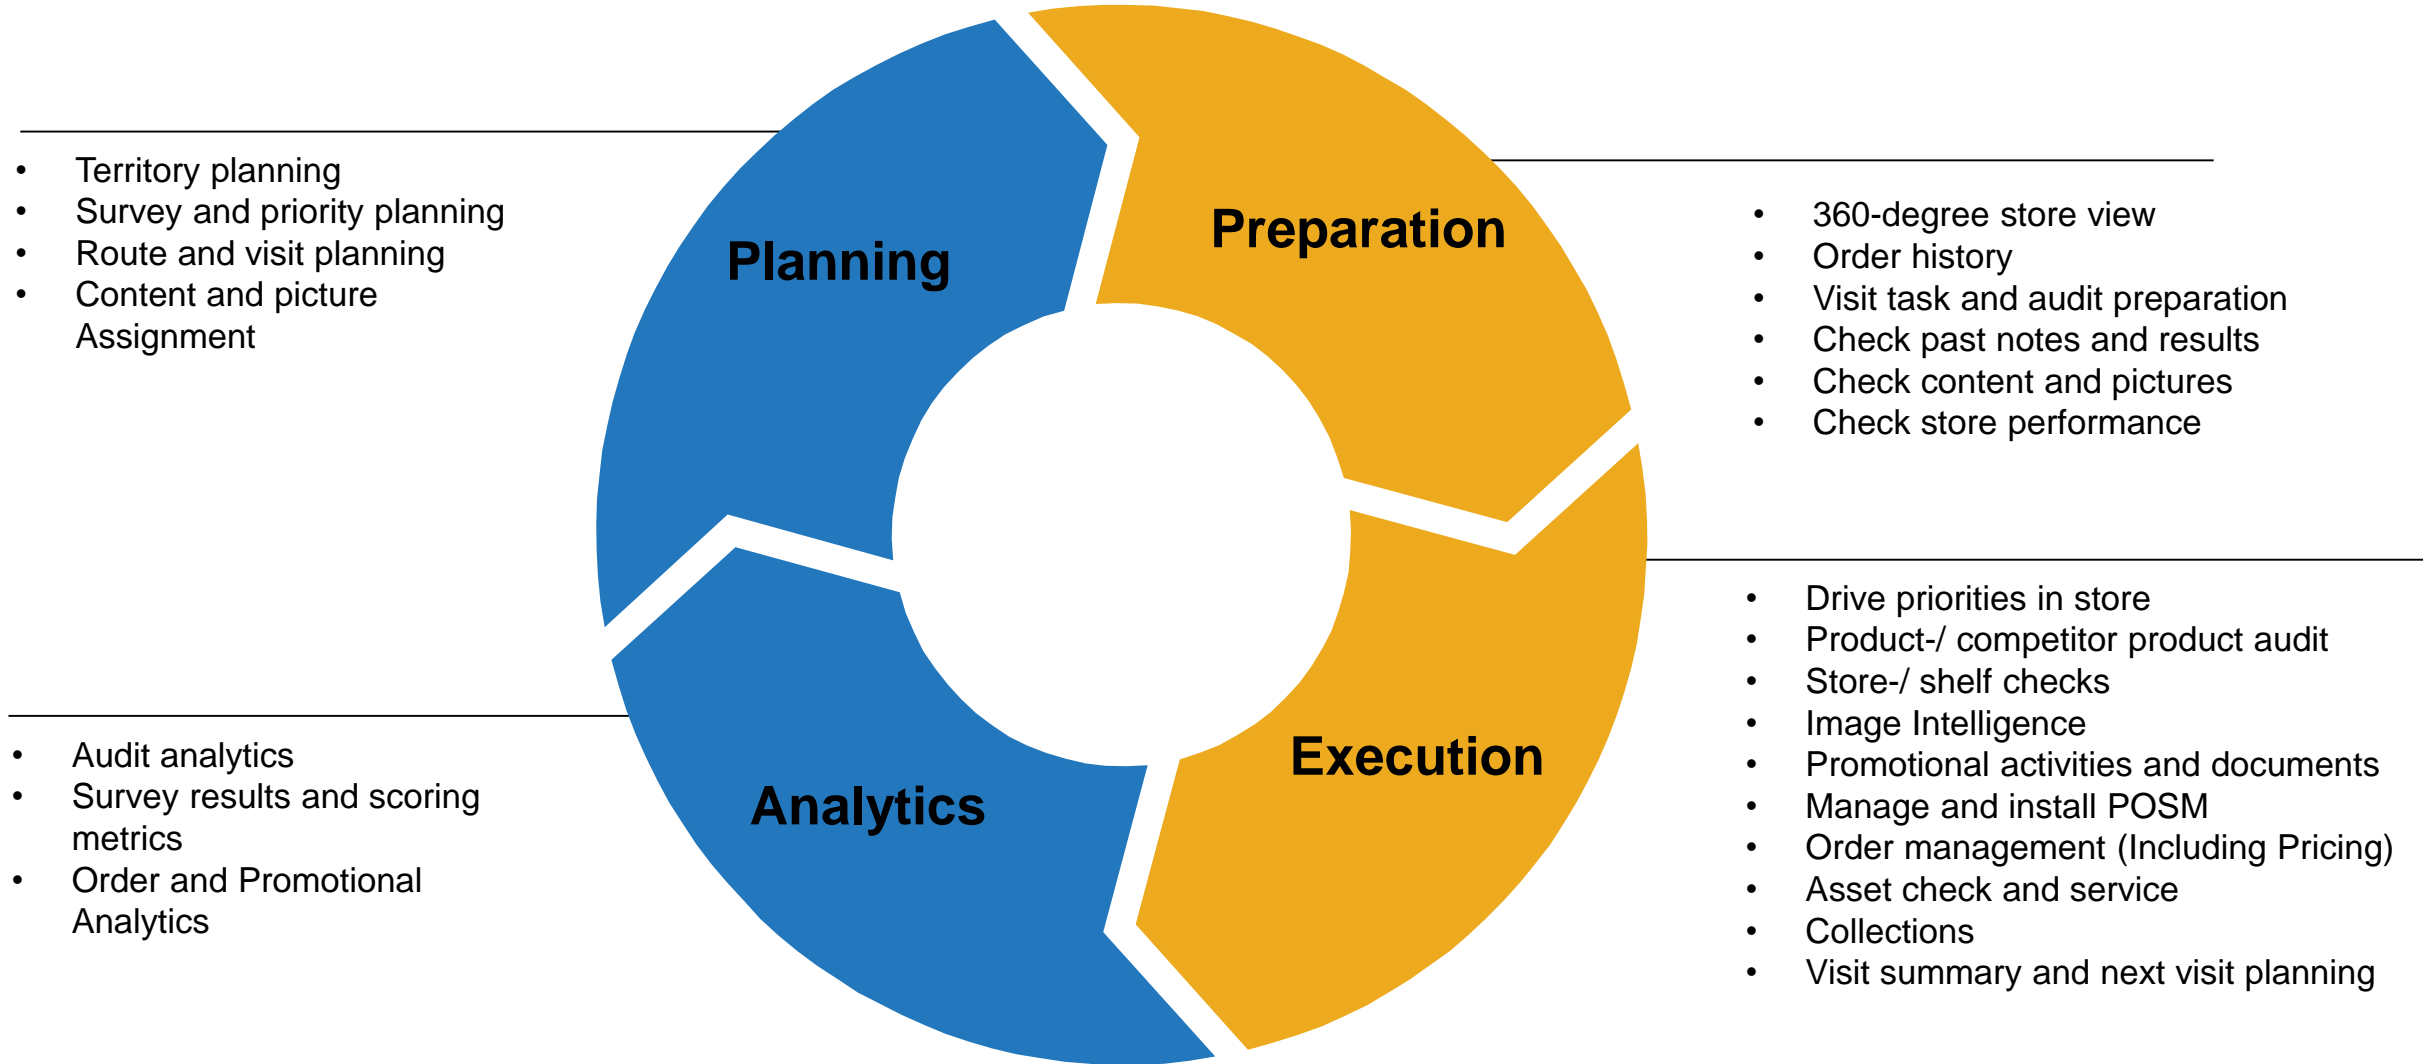 Planning
• Territory planning
• Survey and priority planning
• Route and visit planning
• Content and picture
Assignment
Preparation
• 360-degree store view
• Order history
• Visit task and audit preparation
• Check past notes and results
• Check content and pictures
• Check store performance
Execution
• Drive priorities in store
• Product-/ competitor product audit
• Store-/ shelf checks
• Image Intelligence
• Promotional activities and documents
• Manage and install POSM
• Order management (Including Pricing)
• Asset check and service
• Collections
• Visit summary and next visit planning
Analytics
• Audit analytics
• Survey results and scoring
metrics
• Order and Promotional
Analytics